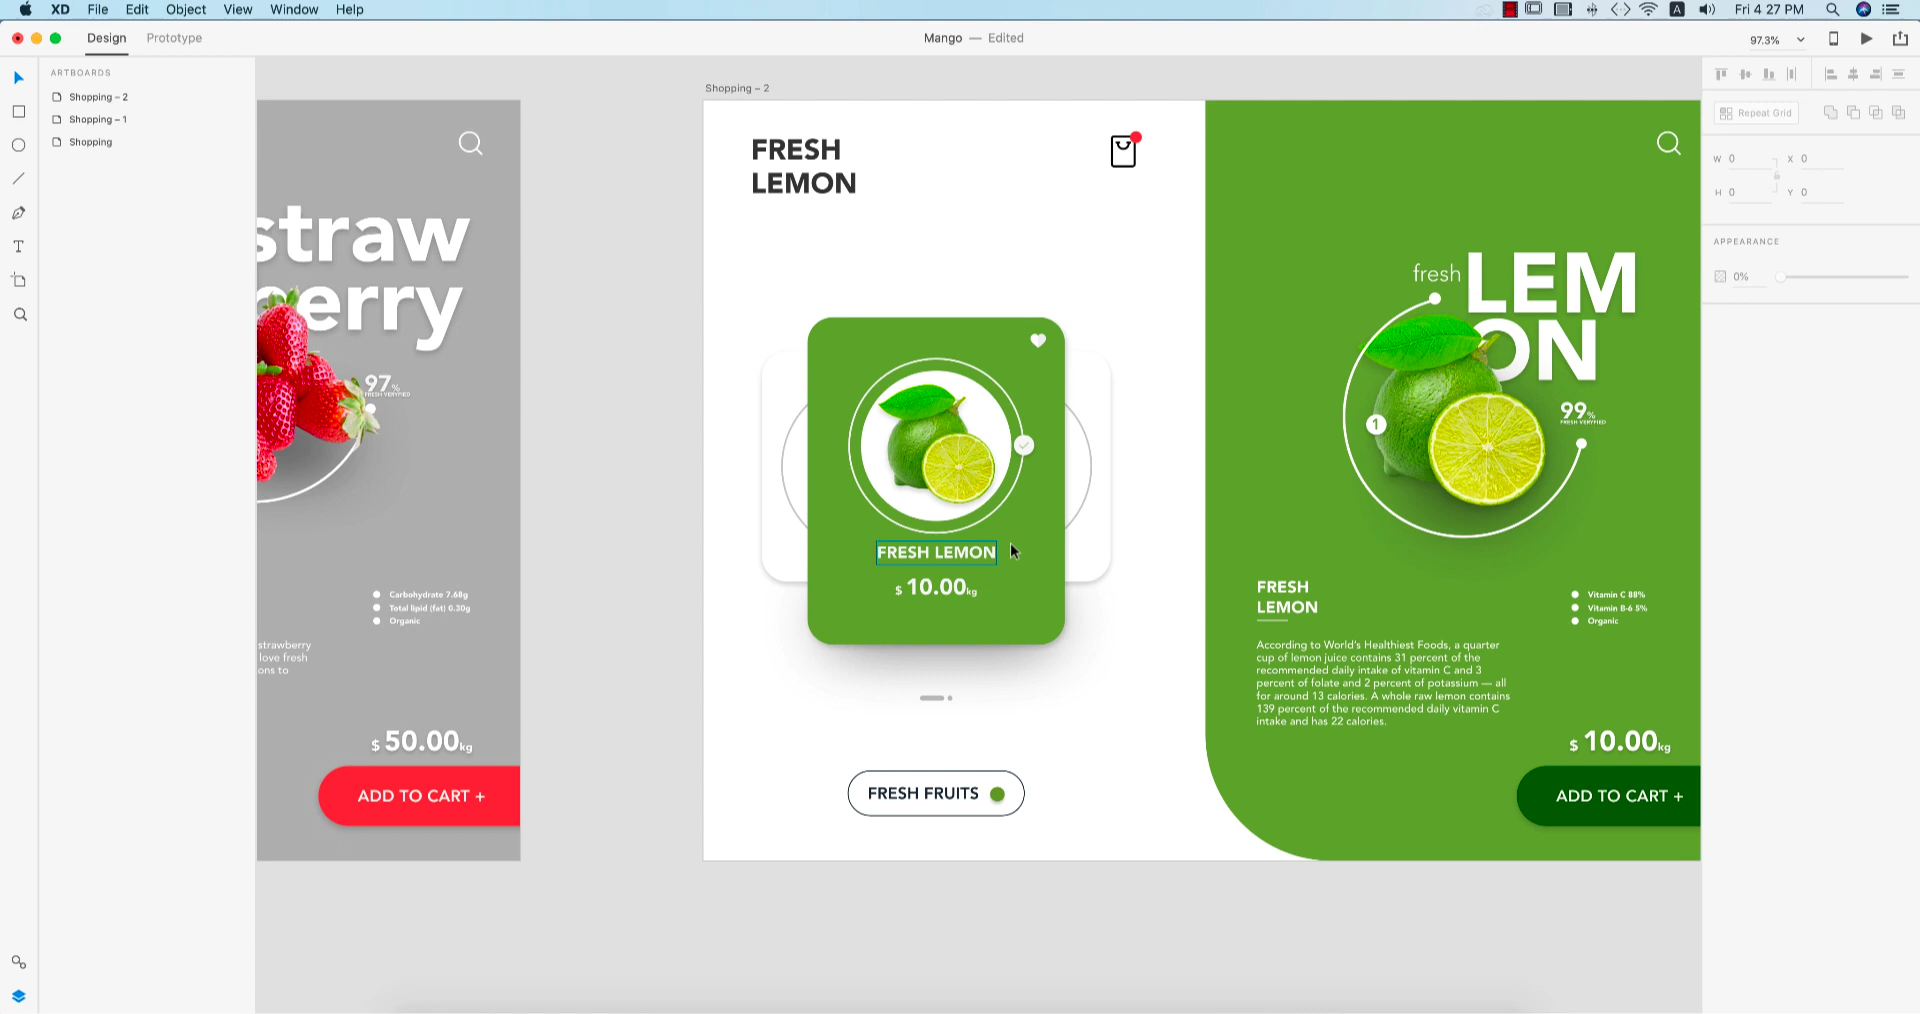 XD File Edit Object View Window Help
A Fri 4 27 PM
Design Prototype
Mango — Edited
97.3%
ARTBOARDS
Shopping – 2
Shopping – 1
Shopping
T
straw
berry
97%
FRESH VERYFIED
Carbohydrate 7.68g
Total lipid (fat) 0.30g
Organic
strawberry
love fresh
ons to
$ 50.00kg
ADD TO CART +
Shopping – 2
FRESH
LEMON
FRESH LEMON
$ 10.00kg
FRESH FRUITS
fresh LEM
ON
1
99%
FRESH VERYFIED
FRESH
LEMON
Vitamin C 88%
Vitamin B-6 5%
Organic
According to World's Healthiest Foods, a quarter
cup of lemon juice contains 31 percent of the
recommended daily intake of vitamin C and 3
percent of folate and 2 percent of potassium — all
for around 13 calories. A whole raw lemon contains
139 percent of the recommended daily vitamin C
intake and has 22 calories.
$ 10.00kg
ADD TO CART +
Repeat Grid
W 0 X 0
H 0 Y 0
APPEARANCE
0%